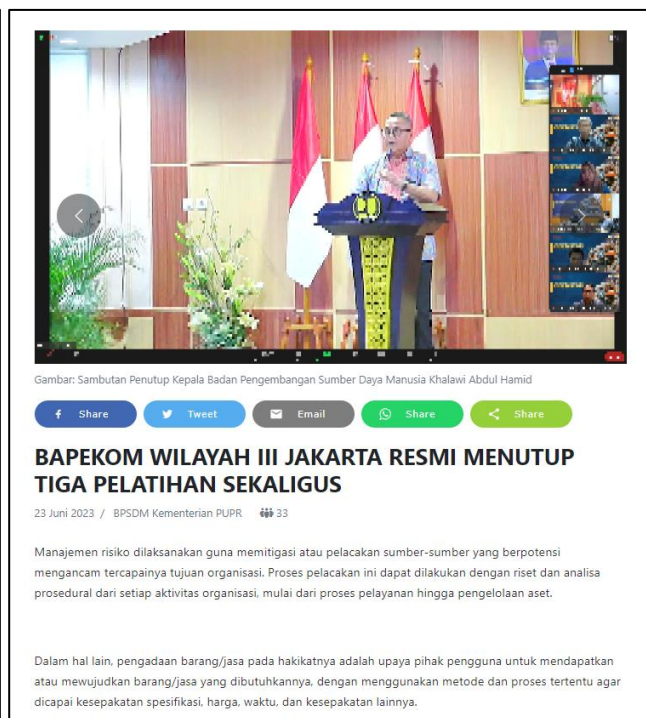 Gambar: Sambutan Penutup Kepala Badan Pengembangan Sumber Daya Manusia Khalawi Abdul Hamid
Share
Tweet
Email
Share
Share
BAPEKOM WILAYAH III JAKARTA RESMI MENUTUP
TIGA PELATIHAN SEKALIGUS
23 Juni 2023 / BPSDM Kementerian PUPR 33
Manajemen risiko dilaksanakan guna memitigasi atau pelacakan sumber-sumber yang berpotensi
mengancam tercapainya tujuan organisasi. Proses pelacakan ini dapat dilakukan dengan riset dan analisa
prosedural dari setiap aktivitas organisasi, mulai dari proses pelayanan hingga pengelolaan aset.
Dalam hal lain, pengadaan barang/jasa pada hakikatnya adalah upaya pihak pengguna untuk mendapatkan
atau mewujudkan barang/jasa yang dibutuhkannya, dengan menggunakan metode dan proses tertentu agar
dicapai kesepakatan spesifikasi, harga, waktu, dan kesepakatan lainnya.